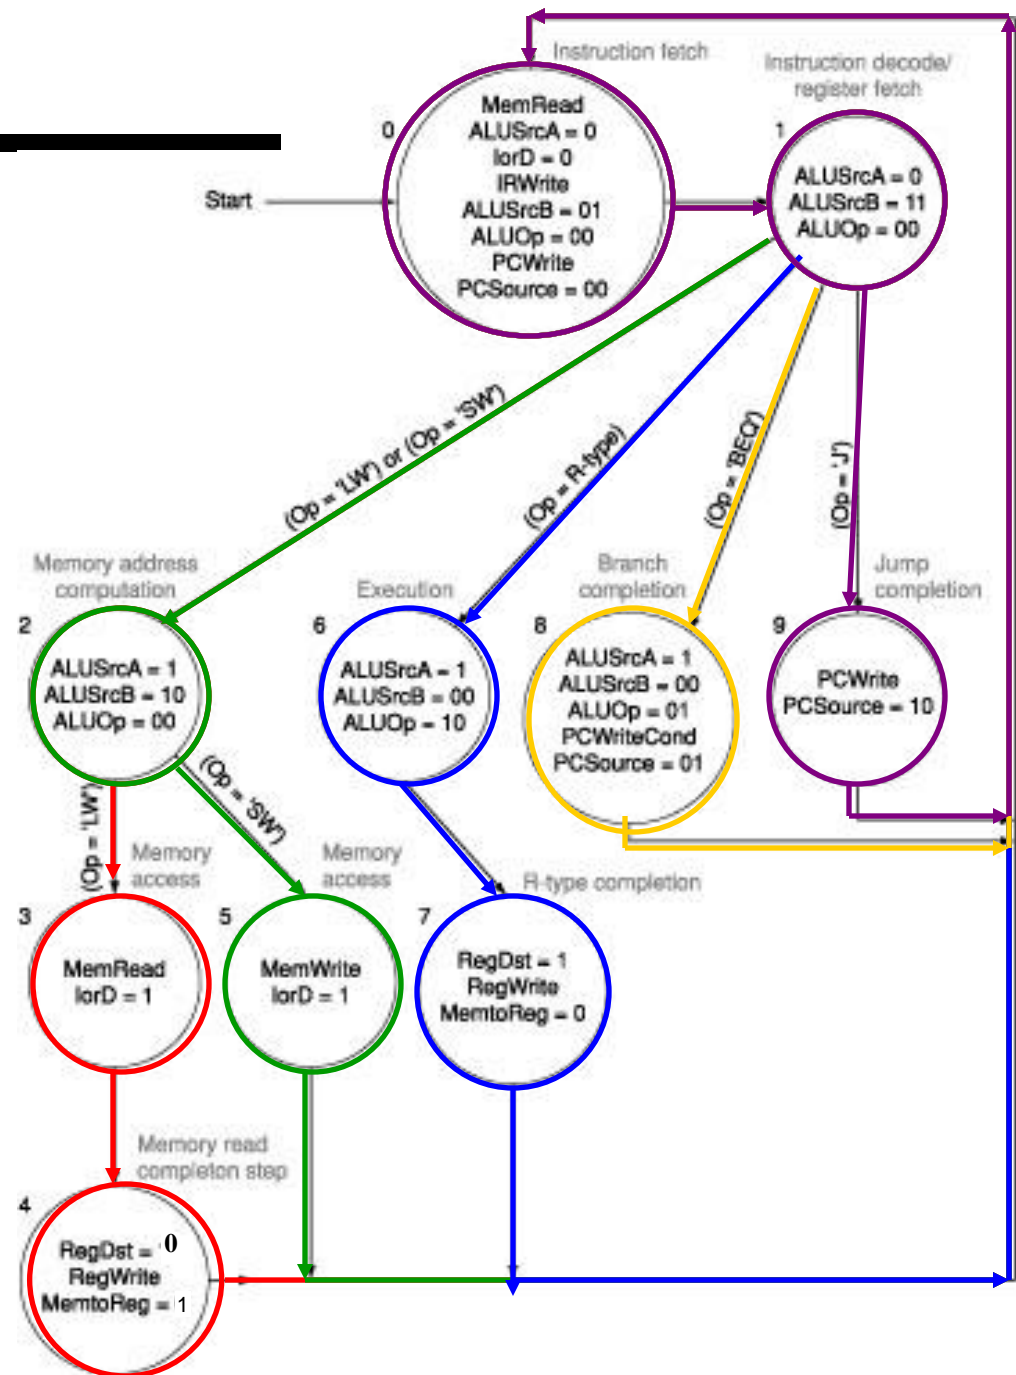 Instruction fetch
0
MemRead
ALUSrcA = 0
IorD = 0
IRWrite
ALUSrcB = 01
ALUOp = 00
PCWrite
PCSource = 00
Start
Instruction decode/
register fetch
1
ALUSrcA = 0
ALUSrcB = 11
ALUOp = 00
(Op = 'LW') or (Op = 'SW')
(Op = R-type)
(Op = 'BEQ')
(Op = 'J')
Memory address
computation
2
ALUSrcA = 1
ALUSrcB = 10
ALUOp = 00
Execution
6
ALUSrcA = 1
ALUSrcB = 00
ALUOp = 10
Branch
completion
8
ALUSrcA = 1
ALUSrcB = 00
ALUOp = 01
PCWriteCond
PCSource = 01
Jump
completion
9
PCWrite
PCSource = 10
(Op = 'LW')
(Op = 'SW')
Memory
access
3
MemRead
IorD = 1
Memory
access
5
MemWrite
IorD = 1
R-type completion
7
RegDst = 1
RegWrite
MemtoReg = 0
Memory read
completon step
4
RegDst = 0
RegWrite
MemtoReg = 1